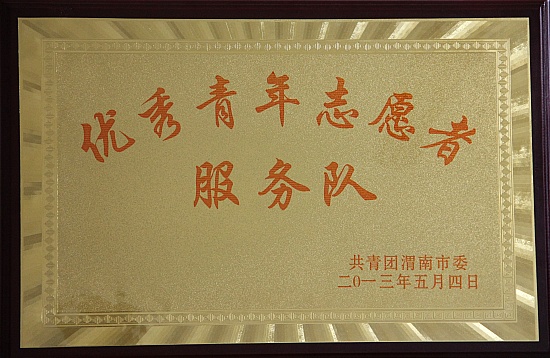 优秀青年志愿者
服务队
共青团渭南市委
二0一三年五月四日